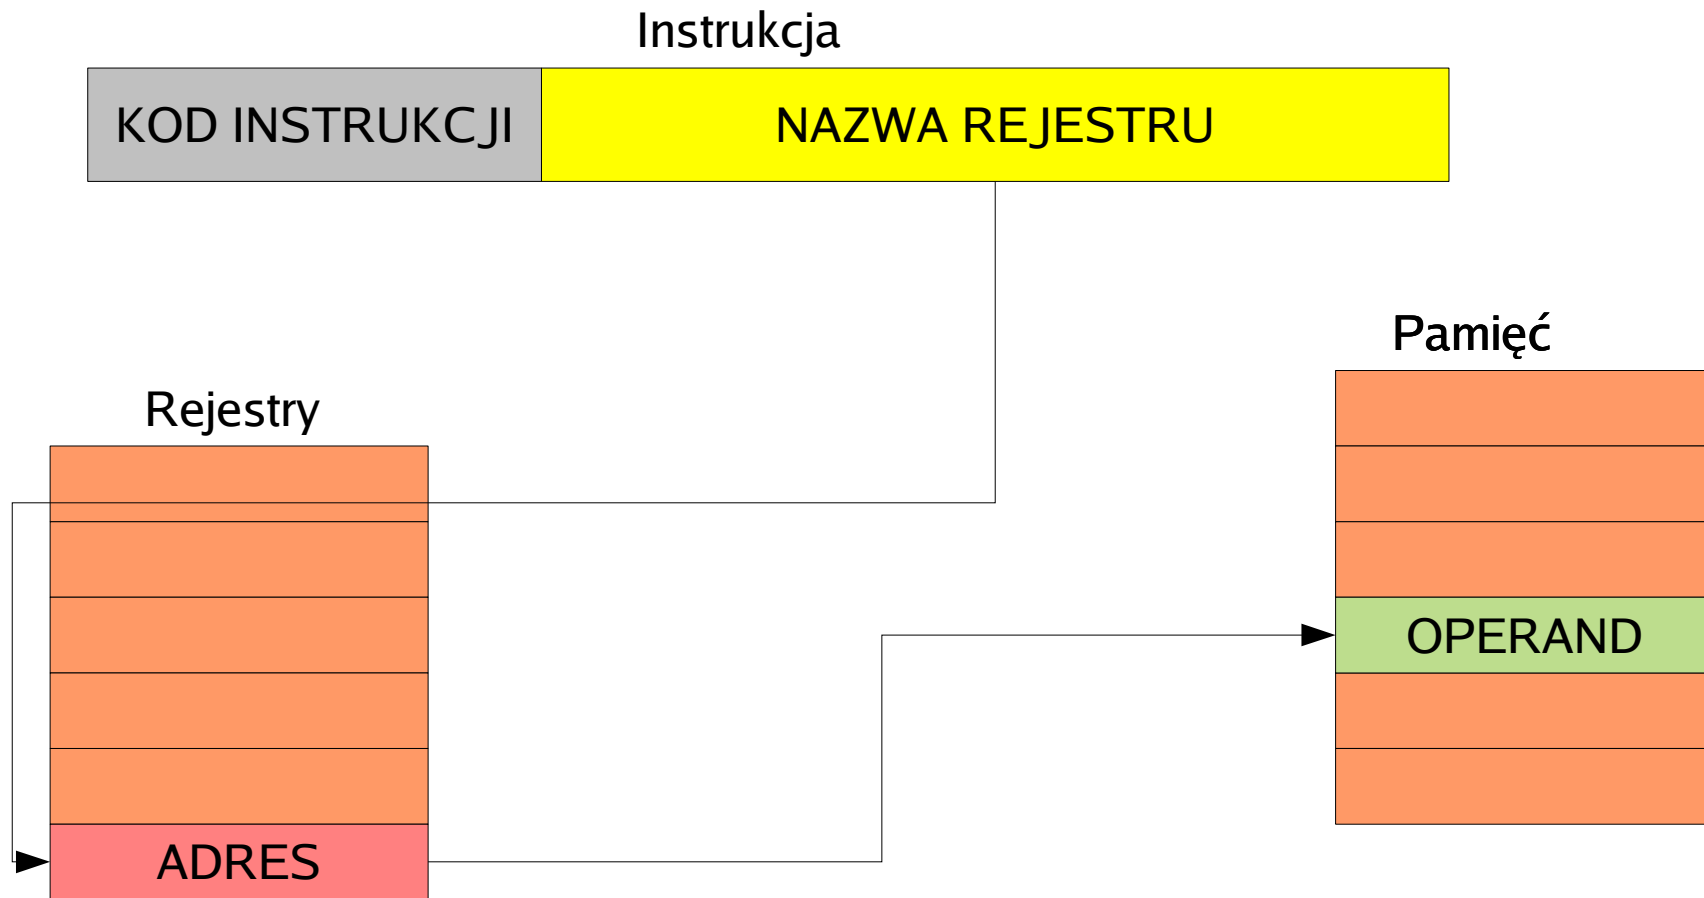 Instrukcja
KOD INSTRUKCJI
NAZWA REJESTRU
Pamięć
Rejestry
OPERAND
ADRES